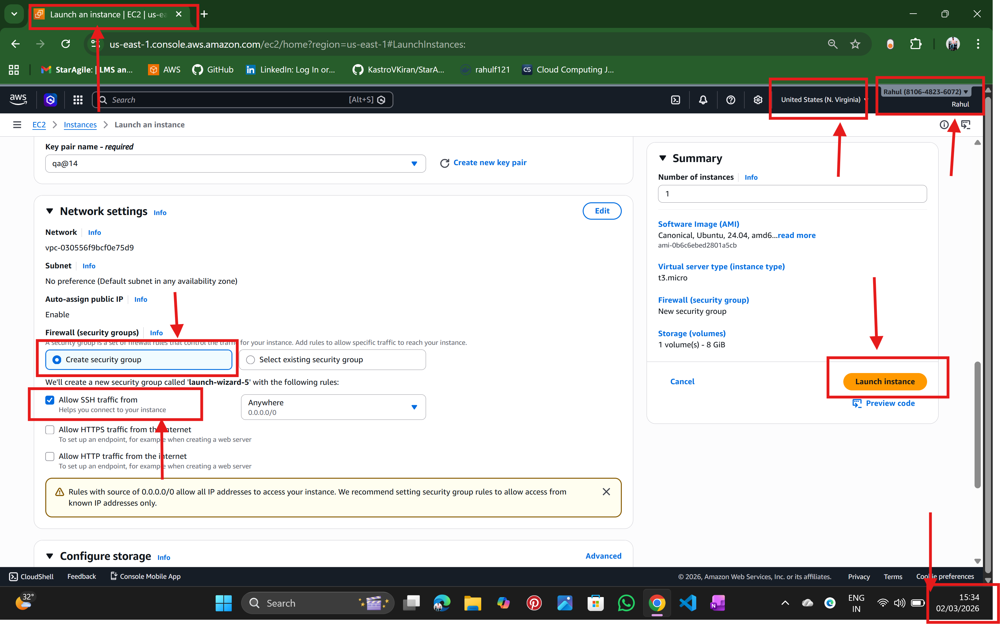 Launch an instance | EC2 | us-ea
us-east-1.console.aws.amazon.com/ec2/home?region=us-east-1#LaunchInstances:
StarAgile: | LMS an...
AWS
GitHub
LinkedIn: Log In or...
KastroVKiran/StarA...
rahulf121
Cloud Computing J...
aws
Search
[Alt+S]
United States (N. Virginia)
Rahul (8106-4823-6072)
Rahul
EC2 > Instances > Launch an instance
Key pair name - required
qa@14
Create new key pair
Network settings Info
Edit
Network Info
vpc-030556f9bcf0e75d9
Subnet Info
No preference (Default subnet in any availability zone)
Auto-assign public IP Info
Enable
Firewall (security groups) Info
A security group is a set of firewall rules that control the traffic for your instance. Add rules to allow specific traffic to reach your instance.
Create security group
Select existing security group
We'll create a new security group called 'launch-wizard-5' with the following rules:
Allow SSH traffic from
Helps you connect to your instance
Anywhere
0.0.0.0/0
Allow HTTPS traffic from the internet
To set up an endpoint, for example when creating a web server
Allow HTTP traffic from the internet
To set up an endpoint, for example when creating a web server
Rules with source of 0.0.0.0/0 allow all IP addresses to access your instance. We recommend setting security group rules to allow access from
known IP addresses only.
Configure storage Info
Advanced
Summary
Number of instances Info
1
Software Image (AMI)
Canonical, Ubuntu, 24.04, amd6...read more
ami-0b6c6ebed2801a5cb
Virtual server type (instance type)
t3.micro
Firewall (security group)
New security group
Storage (volumes)
1 volume(s) - 8 GiB
Cancel
Launch instance
Preview code
CloudShell
Feedback
Console Mobile App
© 2026, Amazon Web Services, Inc. or its affiliates.
Privacy
Terms
Cookie preferences
32°
Search
ENG
IN
15:34
02/03/2026